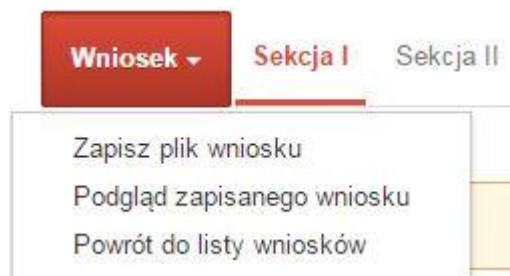 Wniosek Sekcja I Sekcja II
Zapisz plik wniosku
Podgląd zapisanego wniosku
Powrót do listy wniosków